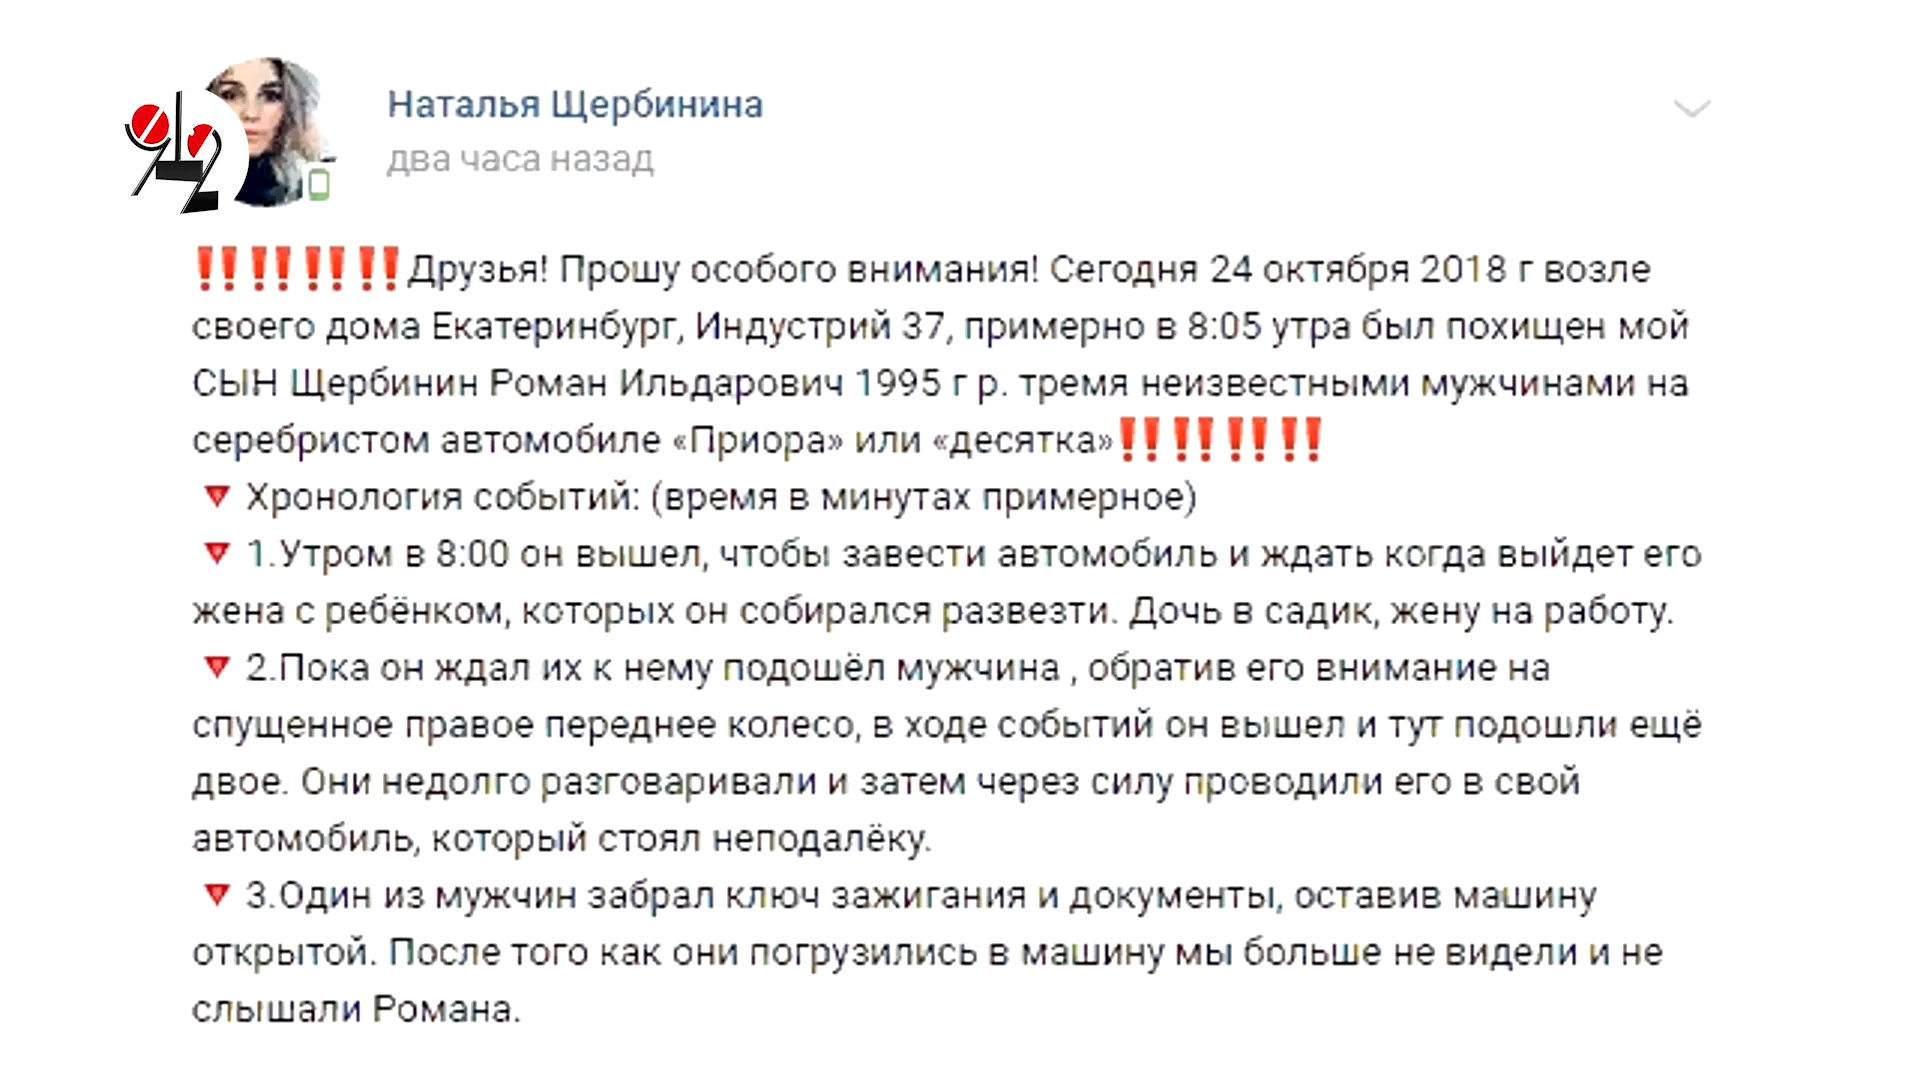 Наталья Щербинина
два часа назад
‼️‼️‼️‼️Друзья! Прошу особого внимания! Сегодня 24 октября 2018 г возле
своего дома Екатеринбург, Индустрий 37, примерно в 8:05 утра был похищен мой
СЫН Щербинин Роман Ильдарович 1995 г р. тремя неизвестными мужчинами на
серебристом автомобиле «Приора» или «десятка»‼️‼️‼️‼️
🔻Хронология событий: (время в минутах примерное)
🔻1.Утром в 8:00 он вышел, чтобы завести автомобиль и ждать когда выйдет его
жена с ребёнком, которых он собирался развезти. Дочь в садик, жену на работу.
🔻2.Пока он ждал их к нему подошёл мужчина , обратив его внимание на
спущенное правое переднее колесо, в ходе событий он вышел и тут подошли ещё
двое. Они недолго разговаривали и затем через силу проводили его в свой
автомобиль, который стоял неподалёку.
🔻3.Один из мужчин забрал ключ зажигания и документы, оставив машину
открытой. После того как они погрузились в машину мы больше не видели и не
слышали Романа.